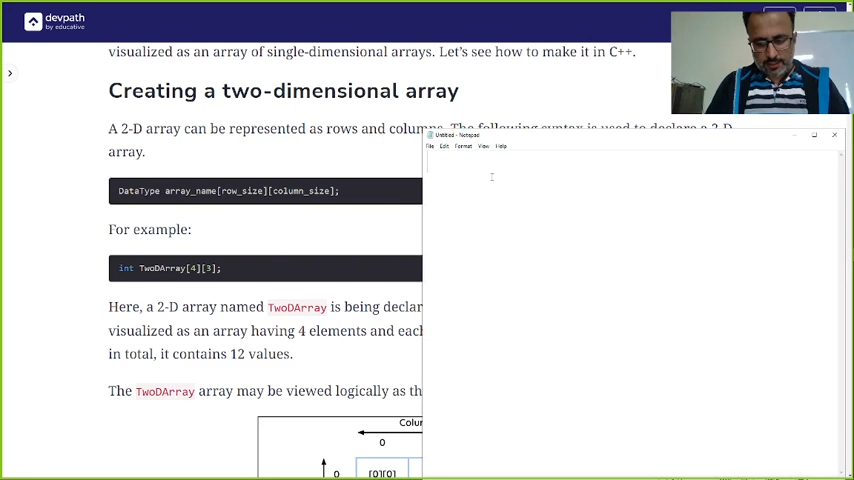 devpath
by educative
visualized as an array of single-dimensional arrays. Let's see how to make it in C++.
Creating a two-dimensional array
A 2-D array can be represented as rows and columns. The following syntax is used to declare a 2-D
array.
Untitled - Notepad
File Edit Format View Help
DataType array_name[row_size][column_size];
For example:
int TwoDArray[4][3];
Here, a 2-D array named TwoDArray is being declar
visualized as an array having 4 elements and each
in total, it contains 12 values.
The TwoDArray array may be viewed logically as th
Colu
0
0 [0][0]